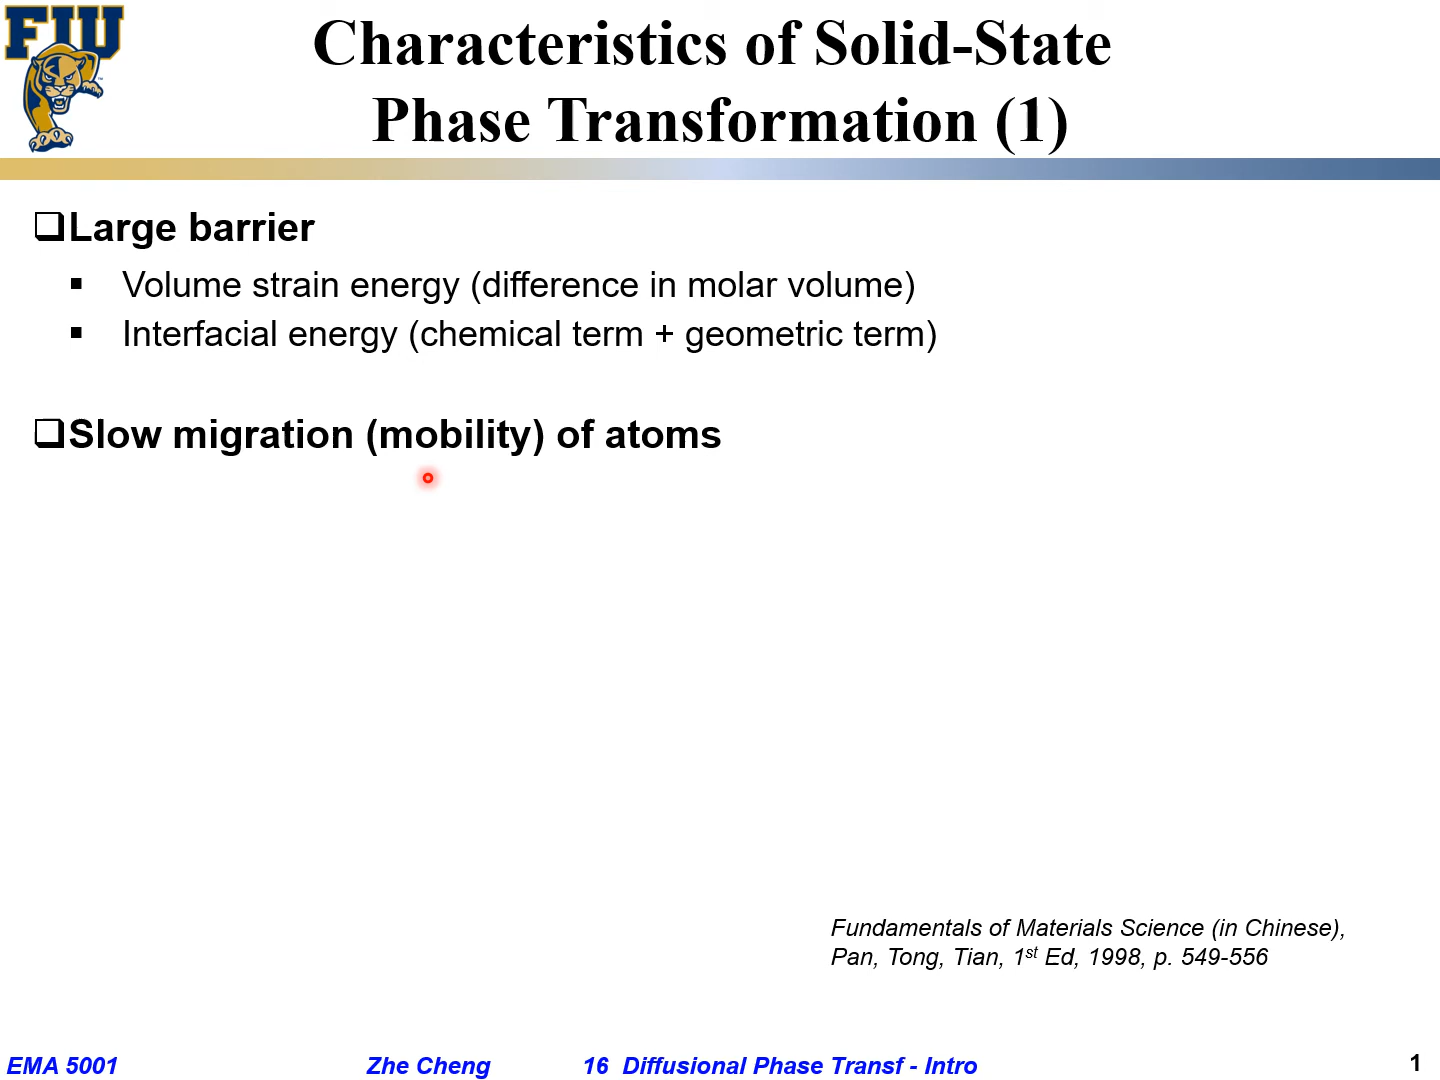 FIU
Characteristics of Solid-State
Phase Transformation (1)
Large barrier
Volume strain energy (difference in molar volume)
Interfacial energy (chemical term + geometric term)
Slow migration (mobility) of atoms
Fundamentals of Materials Science (in Chinese),
Pan, Tong, Tian, 1st Ed, 1998, p. 549-556
EMA 5001 Zhe Cheng 16 Diffusional Phase Transf - Intro 1